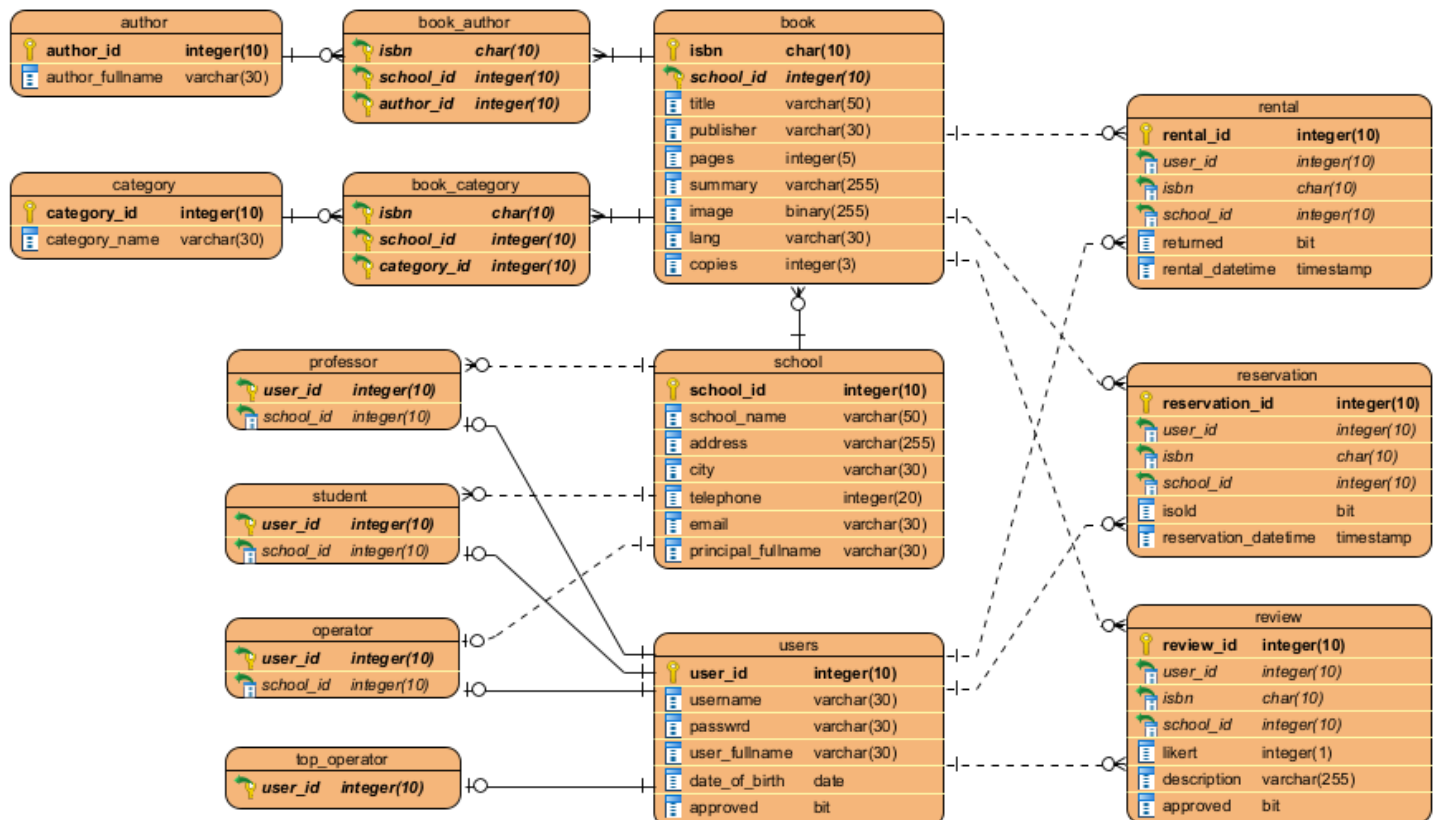 author
author_id integer(10)
author_fullname varchar(30)
book_author
isbn char(10)
school_id integer(10)
author_id integer(10)
book
isbn char(10)
school_id integer(10)
title varchar(50)
publisher varchar(30)
pages integer(5)
summary varchar(255)
image binary(255)
lang varchar(30)
copies integer(3)
rental
rental_id integer(10)
user_id integer(10)
isbn char(10)
school_id integer(10)
returned bit
rental_datetime timestamp
category
category_id integer(10)
category_name varchar(30)
book_category
isbn char(10)
school_id integer(10)
category_id integer(10)
professor
user_id integer(10)
school_id integer(10)
school
school_id integer(10)
school_name varchar(50)
address varchar(255)
city varchar(30)
telephone integer(20)
email varchar(30)
principal_fullname varchar(30)
reservation
reservation_id integer(10)
user_id integer(10)
isbn char(10)
school_id integer(10)
isold bit
reservation_datetime timestamp
student
user_id integer(10)
school_id integer(10)
operator
user_id integer(10)
school_id integer(10)
users
user_id integer(10)
username varchar(30)
passwrd varchar(30)
user_fullname varchar(30)
date_of_birth date
approved bit
review
review_id integer(10)
user_id integer(10)
isbn char(10)
school_id integer(10)
likert integer(1)
description varchar(255)
approved bit
top_operator
user_id integer(10)